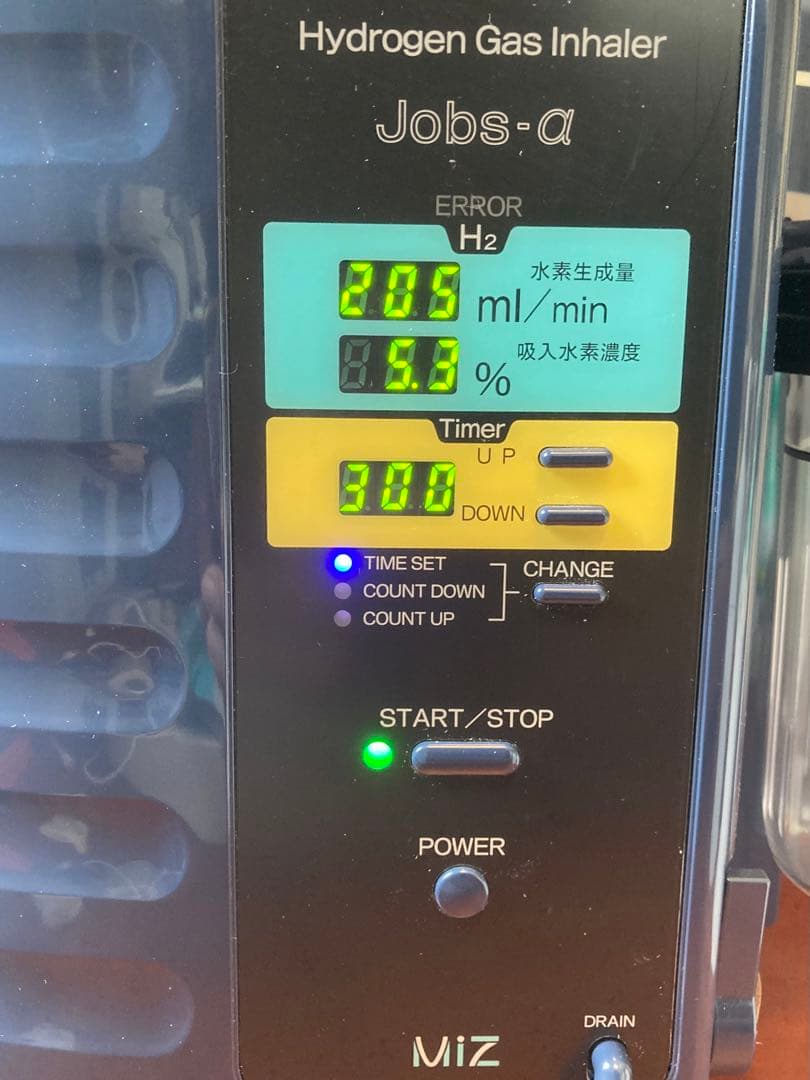 Hydrogen Gas Inhaler
Jobs-α
ERROR
H2
水素生成量
205 ml/min
吸入水素濃度
5.3 %
Timer
UP
300
DOWN
TIME SET
CHANGE
COUNT DOWN
COUNT UP
START/STOP
POWER
DRAIN
MiZ